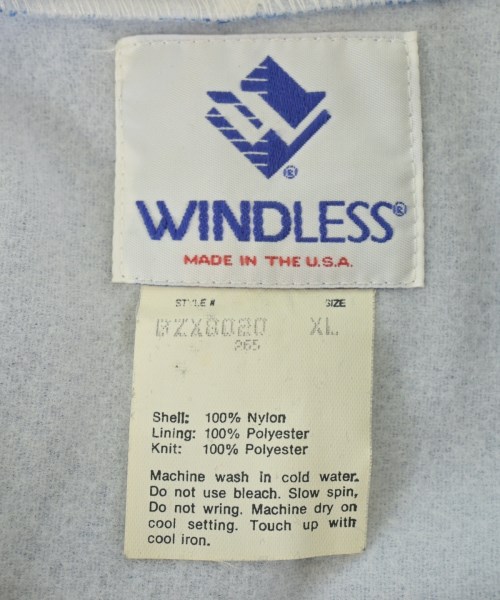 WINDLESS®
MADE IN THE U.S.A.
STYLE # SIZE
XL
265
Shell: 100% Nylon
Lining: 100% Polyester
Knit: 100% Polyester
Machine wash in cold water.
Do not use bleach. Slow spin,
Do not wring. Machine dry on
cool setting. Touch up with
cool iron.